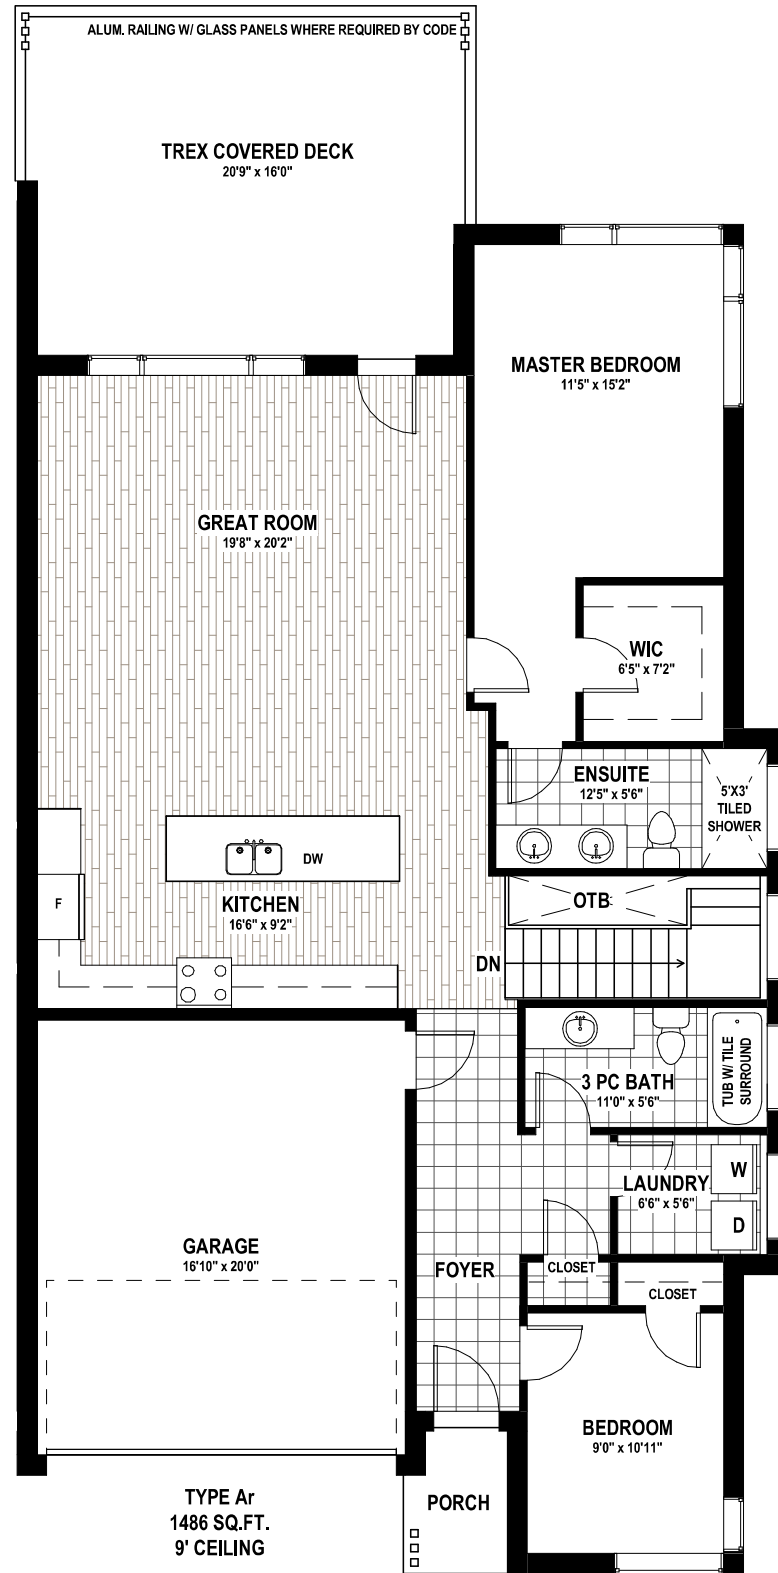 ALUM. RAILING W/ GLASS PANELS WHERE REQUIRED BY CODE
TREX COVERED DECK
20'9" x 16'0"
MASTER BEDROOM
11'5" x 15'2"
GREAT ROOM
19'8" x 20'2"
WIC
6'5" x 7'2"
ENSUITE
12'5" x 5'6"
5'X3'
TILED
SHOWER
DW
F
KITCHEN
16'6" x 9'2"
OTB
DN
3 PC BATH
11'0" x 5'6"
TUB W/ TILE
SURROUND
LAUNDRY
6'6" x 5'6"
W
D
GARAGE
16'10" x 20'0"
FOYER
CLOSET
CLOSET
BEDROOM
9'0" x 10'11"
PORCH
TYPE Ar
1486 SQ.FT.
9' CEILING